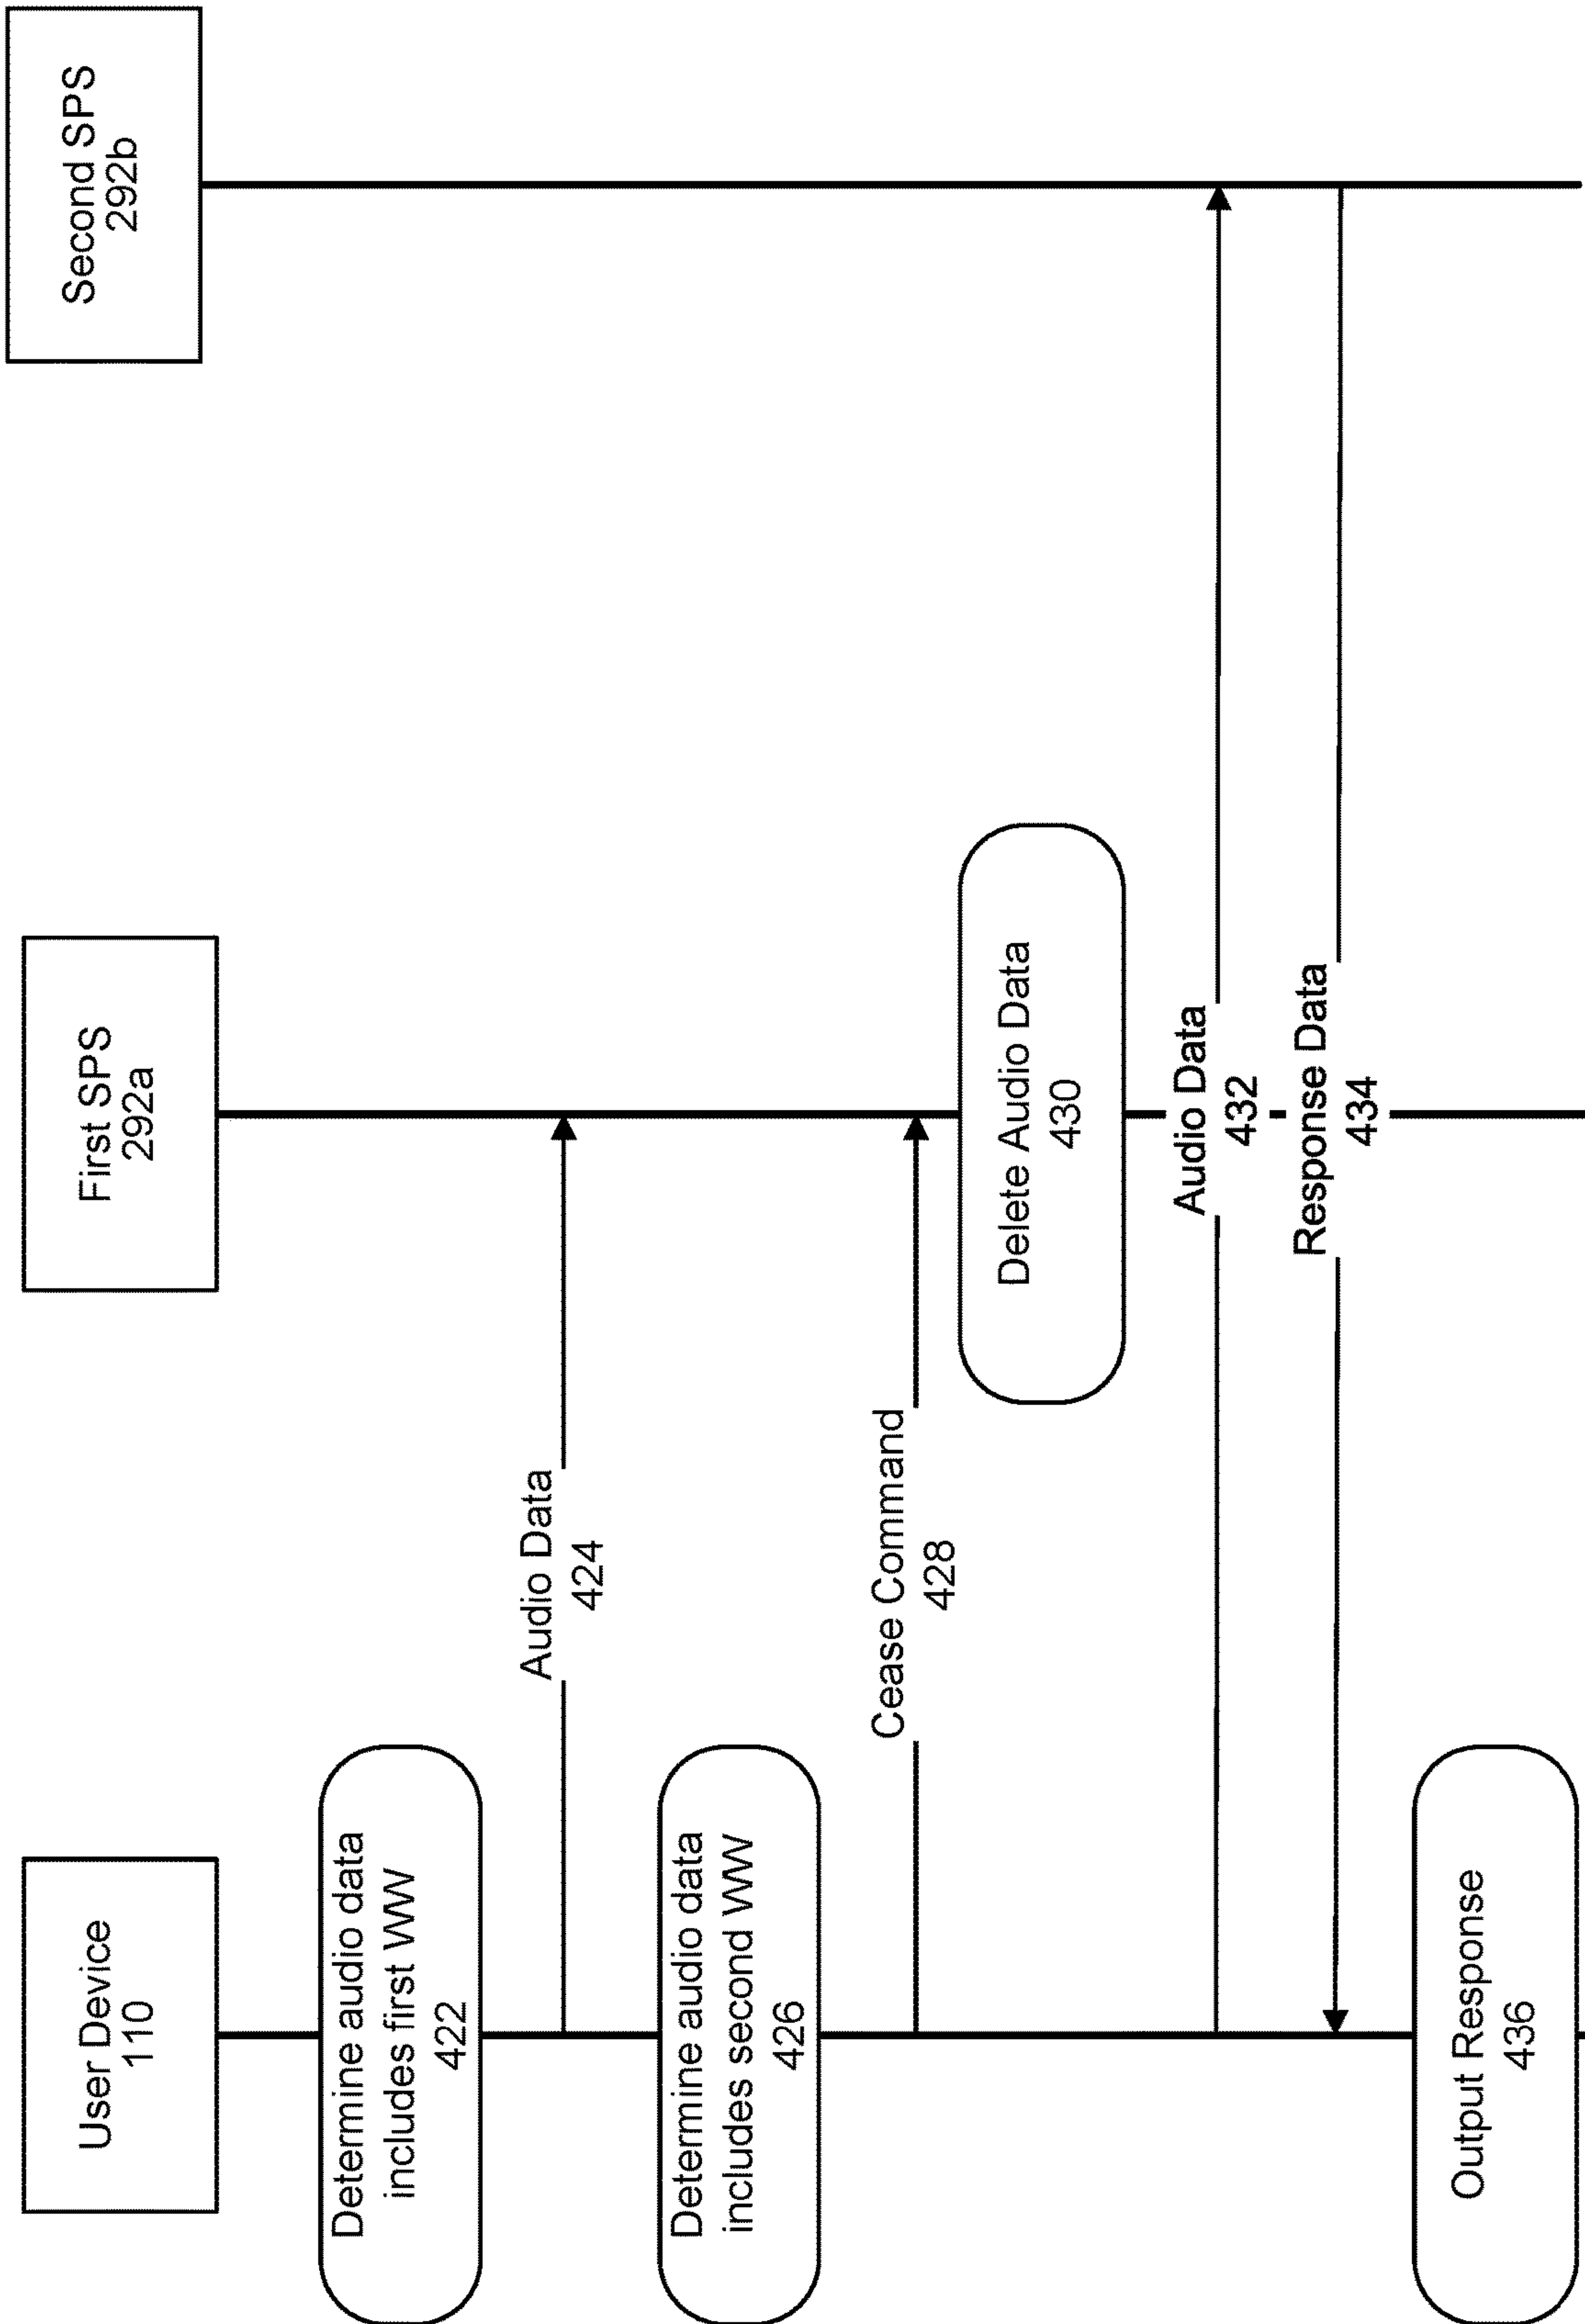 User Device
110
First SPS
292a
Second SPS
292b
Determine audio data
includes first WW
422
Audio Data
424
Determine audio data
includes second WW
426
Cease Command
428
Delete Audio Data
430
Audio Data
432
Response Data
434
Output Response
436